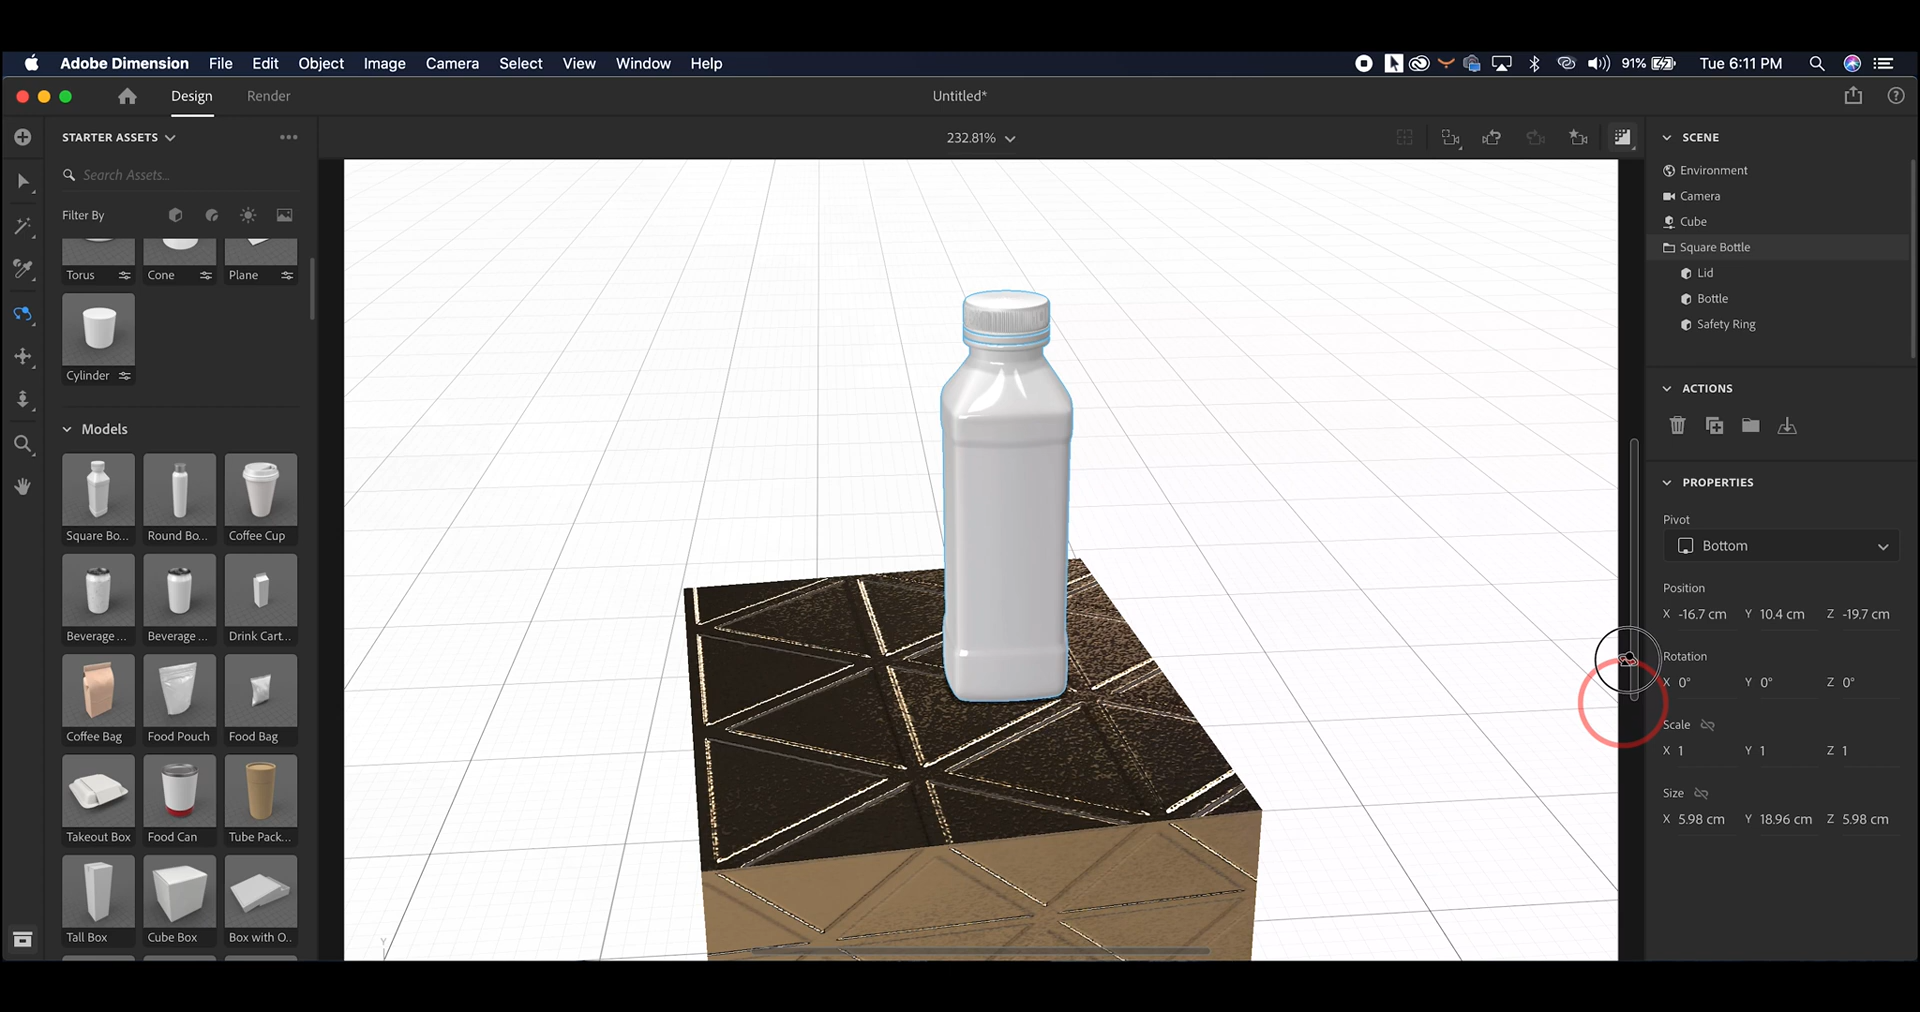 Adobe Dimension File Edit Object Image Camera Select View Window Help 91% Tue 6:11 PM
Design Render Untitled*
STARTER ASSETS
Search Assets...
Filter By
Torus Cone Plane
Cylinder
Models
Square Bo... Round Bo... Coffee Cup
Beverage ... Beverage ... Drink Cart...
Coffee Bag Food Pouch Food Bag
Takeout Box Food Can Tube Pack...
Tall Box Cube Box Box with O..
232.81%
Y
SCENE
Environment
Camera
Cube
Square Bottle
Lid
Bottle
Safety Ring
ACTIONS
PROPERTIES
Pivot
Bottom
Position
X -16.7 cm Y 10.4 cm Z -19.7 cm
Rotation
X 0° Y 0° Z 0°
Scale
X 1 Y 1 Z 1
Size
X 5.98 cm Y 18.96 cm Z 5.98 cm